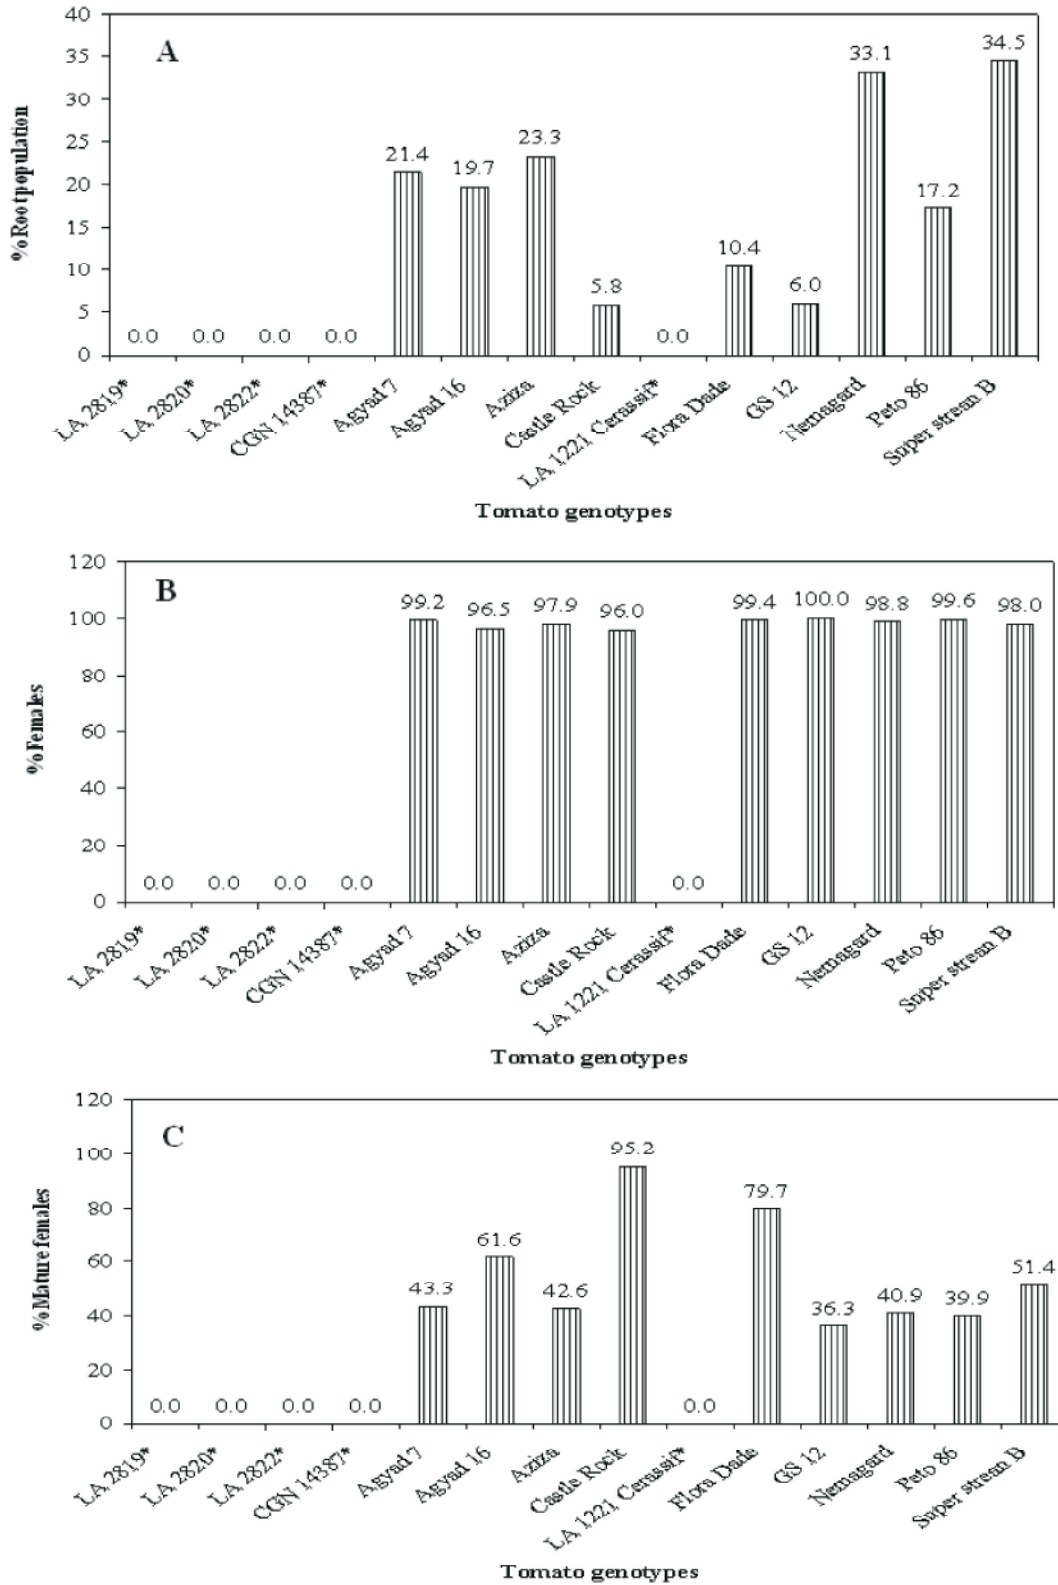 A
%Root population
40
35
30
25
20
15
10
5
0
0.0 0.0 0.0 0.0 21.4 19.7 23.3 5.8 0.0 10.4 6.0 33.1 17.2 34.5
LA 2819* LA 2820* LA 2822* CGN 14387* Agyad 7 Agyad 16 Aziza Castle Rock LA 1221 Cerassif* Flora Dade GS 12 Nemagard Peto 86 Super strean B
Tomato genotypes
B
%Females
120
100
80
60
40
20
0
0.0 0.0 0.0 0.0 99.2 96.5 97.9 96.0 0.0 99.4 100.0 98.8 99.6 98.0
LA 2819* LA 2820* LA 2822* CGN 14387* Agyad 7 Agyad 16 Aziza Castle Rock LA 1221 Cerassif* Flora Dade GS 12 Nemagard Peto 86 Super strean B
Tomato genotypes
C
%Mature females
120
100
80
60
40
20
0
0.0 0.0 0.0 0.0 43.3 61.6 42.6 95.2 0.0 79.7 36.3 40.9 39.9 51.4
LA 2819* LA 2820* LA 2822* CGN 14387* Agyad 7 Agyad 16 Aziza Castle Rock LA 1221 Cerassif* Flora Dade GS 12 Nemagard Peto 86 Super strean B
Tomato genotypes